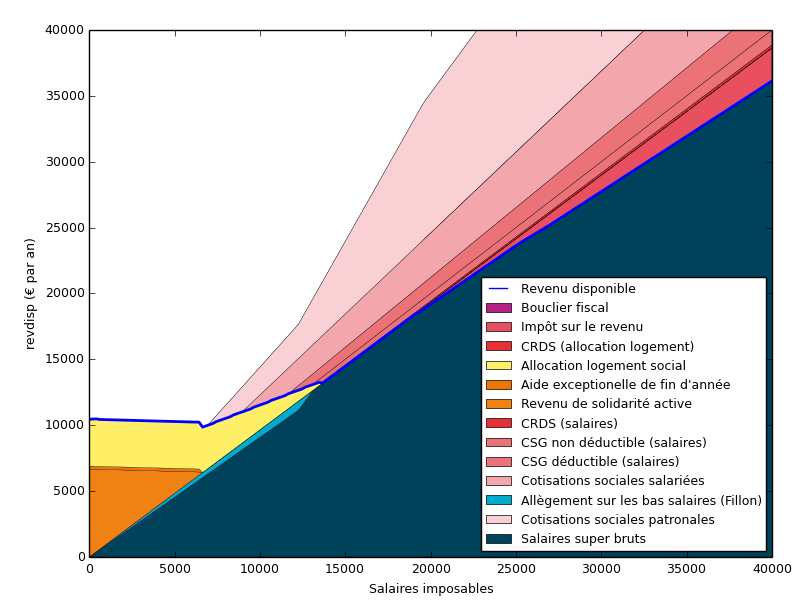 40000
35000
30000
25000
20000
15000
10000
5000
0
revdisp (€ par an)
0 5000 10000 15000 20000 25000 30000 35000 40000
Salaires imposables
Revenu disponible
Bouclier fiscal
Impôt sur le revenu
CRDS (allocation logement)
Allocation logement social
Aide exceptionelle de fin d'année
Revenu de solidarité active
CRDS (salaires)
CSG non déductible (salaires)
CSG déductible (salaires)
Cotisations sociales salariées
Allègement sur les bas salaires (Fillon)
Cotisations sociales patronales
Salaires super bruts